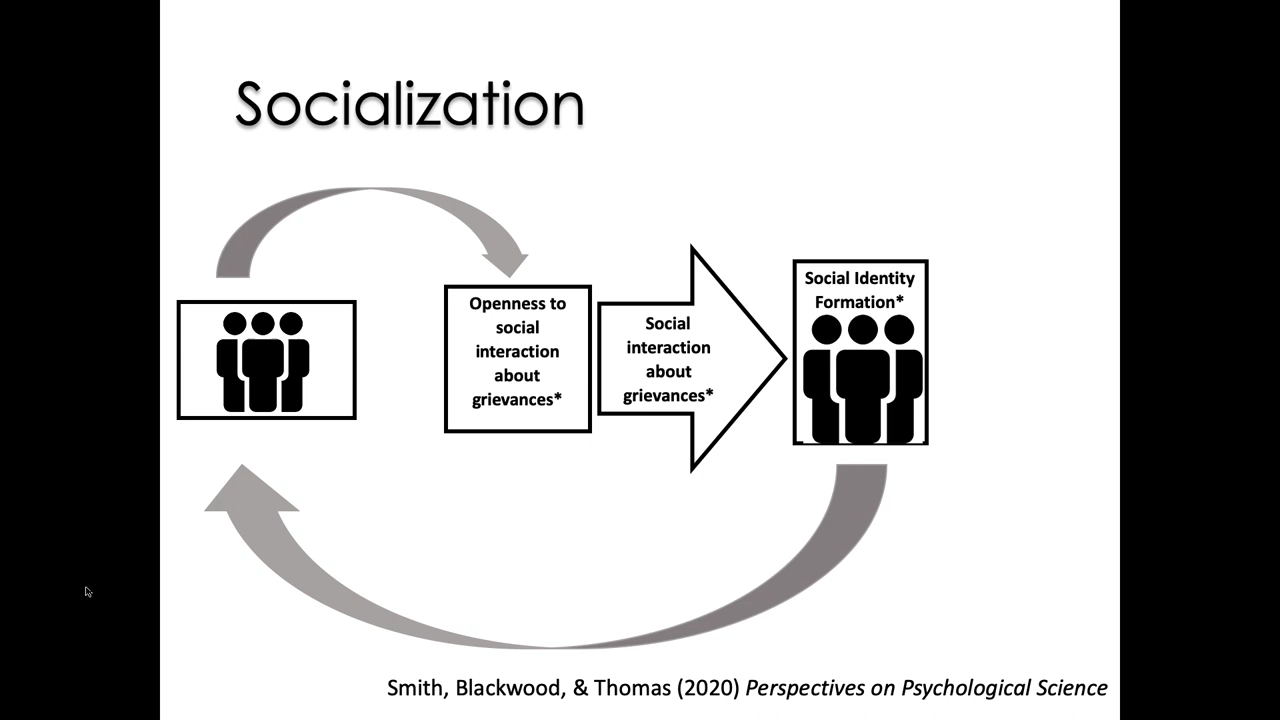 Socialization
Openness to
social
interaction
about
grievances*
Social
interaction
about
grievances*
Social Identity
Formation*
Smith, Blackwood, & Thomas (2020) Perspectives on Psychological Science